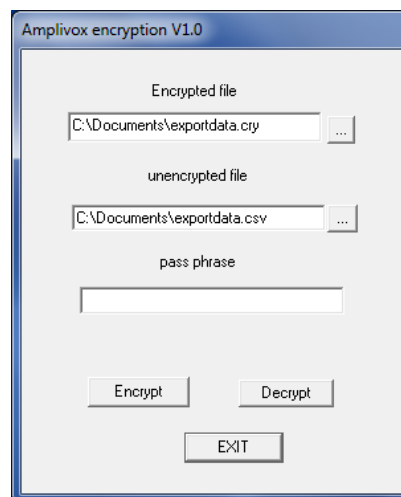 Amplivox encryption V1.0
Encrypted file
C:\Documents\exportdata.cry
...
unencrypted file
C:\Documents\exportdata.csv
...
pass phrase
Encrypt Decrypt
EXIT